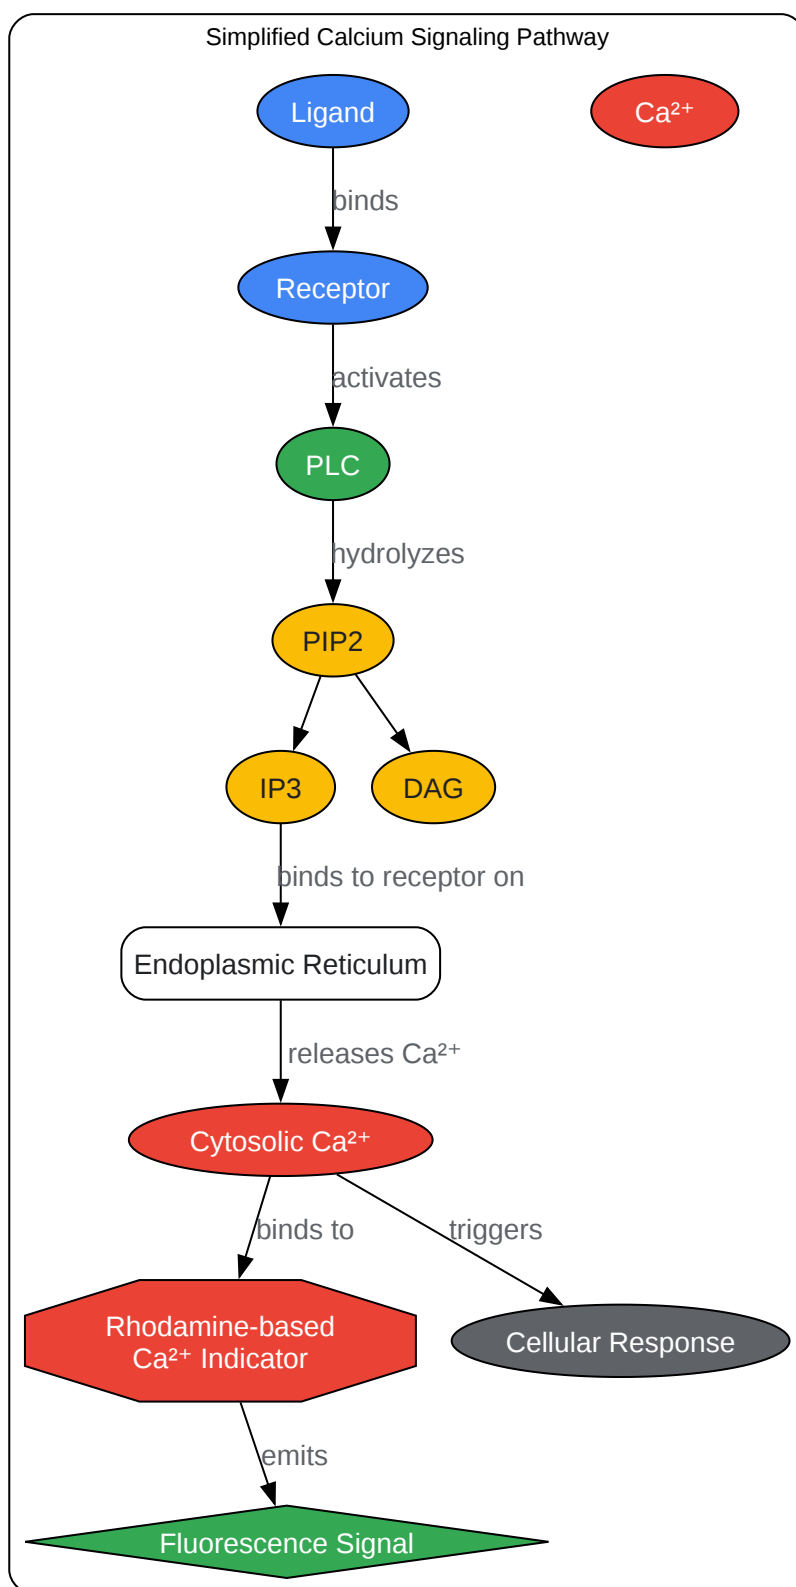 Simplified Calcium Signaling Pathway
Ligand
Ca²⁺
binds
Receptor
activates
PLC
hydrolyzes
PIP2
IP3
DAG
binds to receptor on
Endoplasmic Reticulum
releases Ca²⁺
Cytosolic Ca²⁺
binds to
triggers
Rhodamine-based
Ca²⁺ Indicator
Cellular Response
emits
Fluorescence Signal